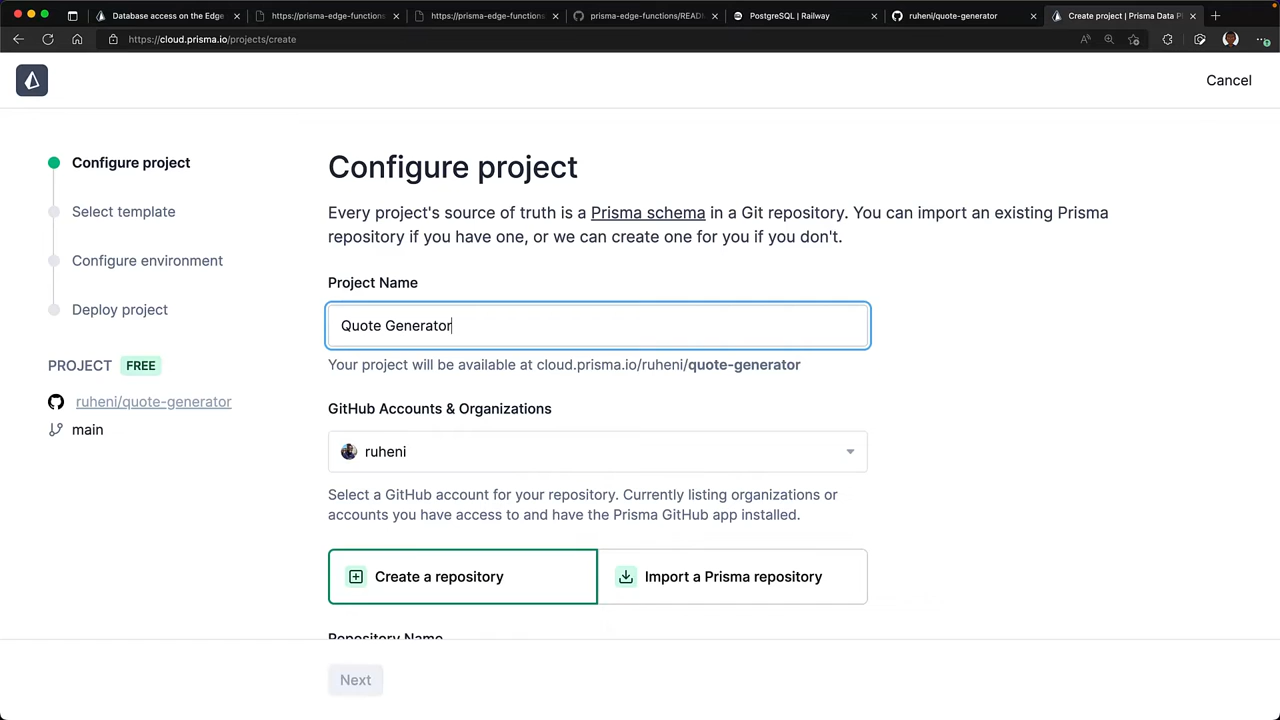 Database access on the Edge
https://prisma-edge-functions
https://prisma-edge-functions
prisma-edge-functions/READ
PostgreSQL | Railway
ruheni/quote-generator
Create project | Prisma Data P
https://cloud.prisma.io/projects/create
Cancel
Configure project
Select template
Configure environment
Deploy project
PROJECT FREE
ruheni/quote-generator
main
Configure project
Every project's source of truth is a Prisma schema in a Git repository. You can import an existing Prisma
repository if you have one, or we can create one for you if you don't.
Project Name
Quote Generator
Your project will be available at cloud.prisma.io/ruheni/quote-generator
GitHub Accounts & Organizations
ruheni
Select a GitHub account for your repository. Currently listing organizations or
accounts you have access to and have the Prisma GitHub app installed.
Create a repository
Import a Prisma repository
Repository Name
Next